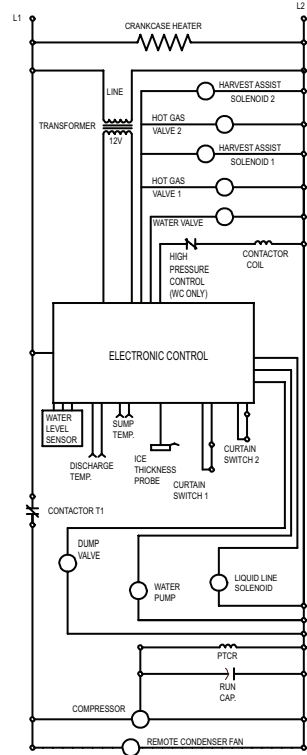 L1
L2
CRANKCASE HEATER
LINE
TRANSFORMER
12V
HARVEST ASSIST
SOLENOID 2
HOT GAS
VALVE 2
HARVEST ASSIST
SOLENOID 1
HOT GAS
VALVE 1
WATER VALVE
HIGH
PRESSURE
CONTROL
(WC ONLY)
CONTACTOR
COIL
ELECTRONIC CONTROL
WATER
LEVEL
SENSOR
DISCHARGE
TEMP.
SUMP
TEMP.
ICE
THICKNESS
PROBE
CURTAIN
SWITCH 1
CURTAIN
SWITCH 2
CONTACTOR T1
DUMP
VALVE
WATER
PUMP
LIQUID LINE
SOLENOID
PTCR
RUN
CAP.
COMPRESSOR
REMOTE CONDENSER FAN